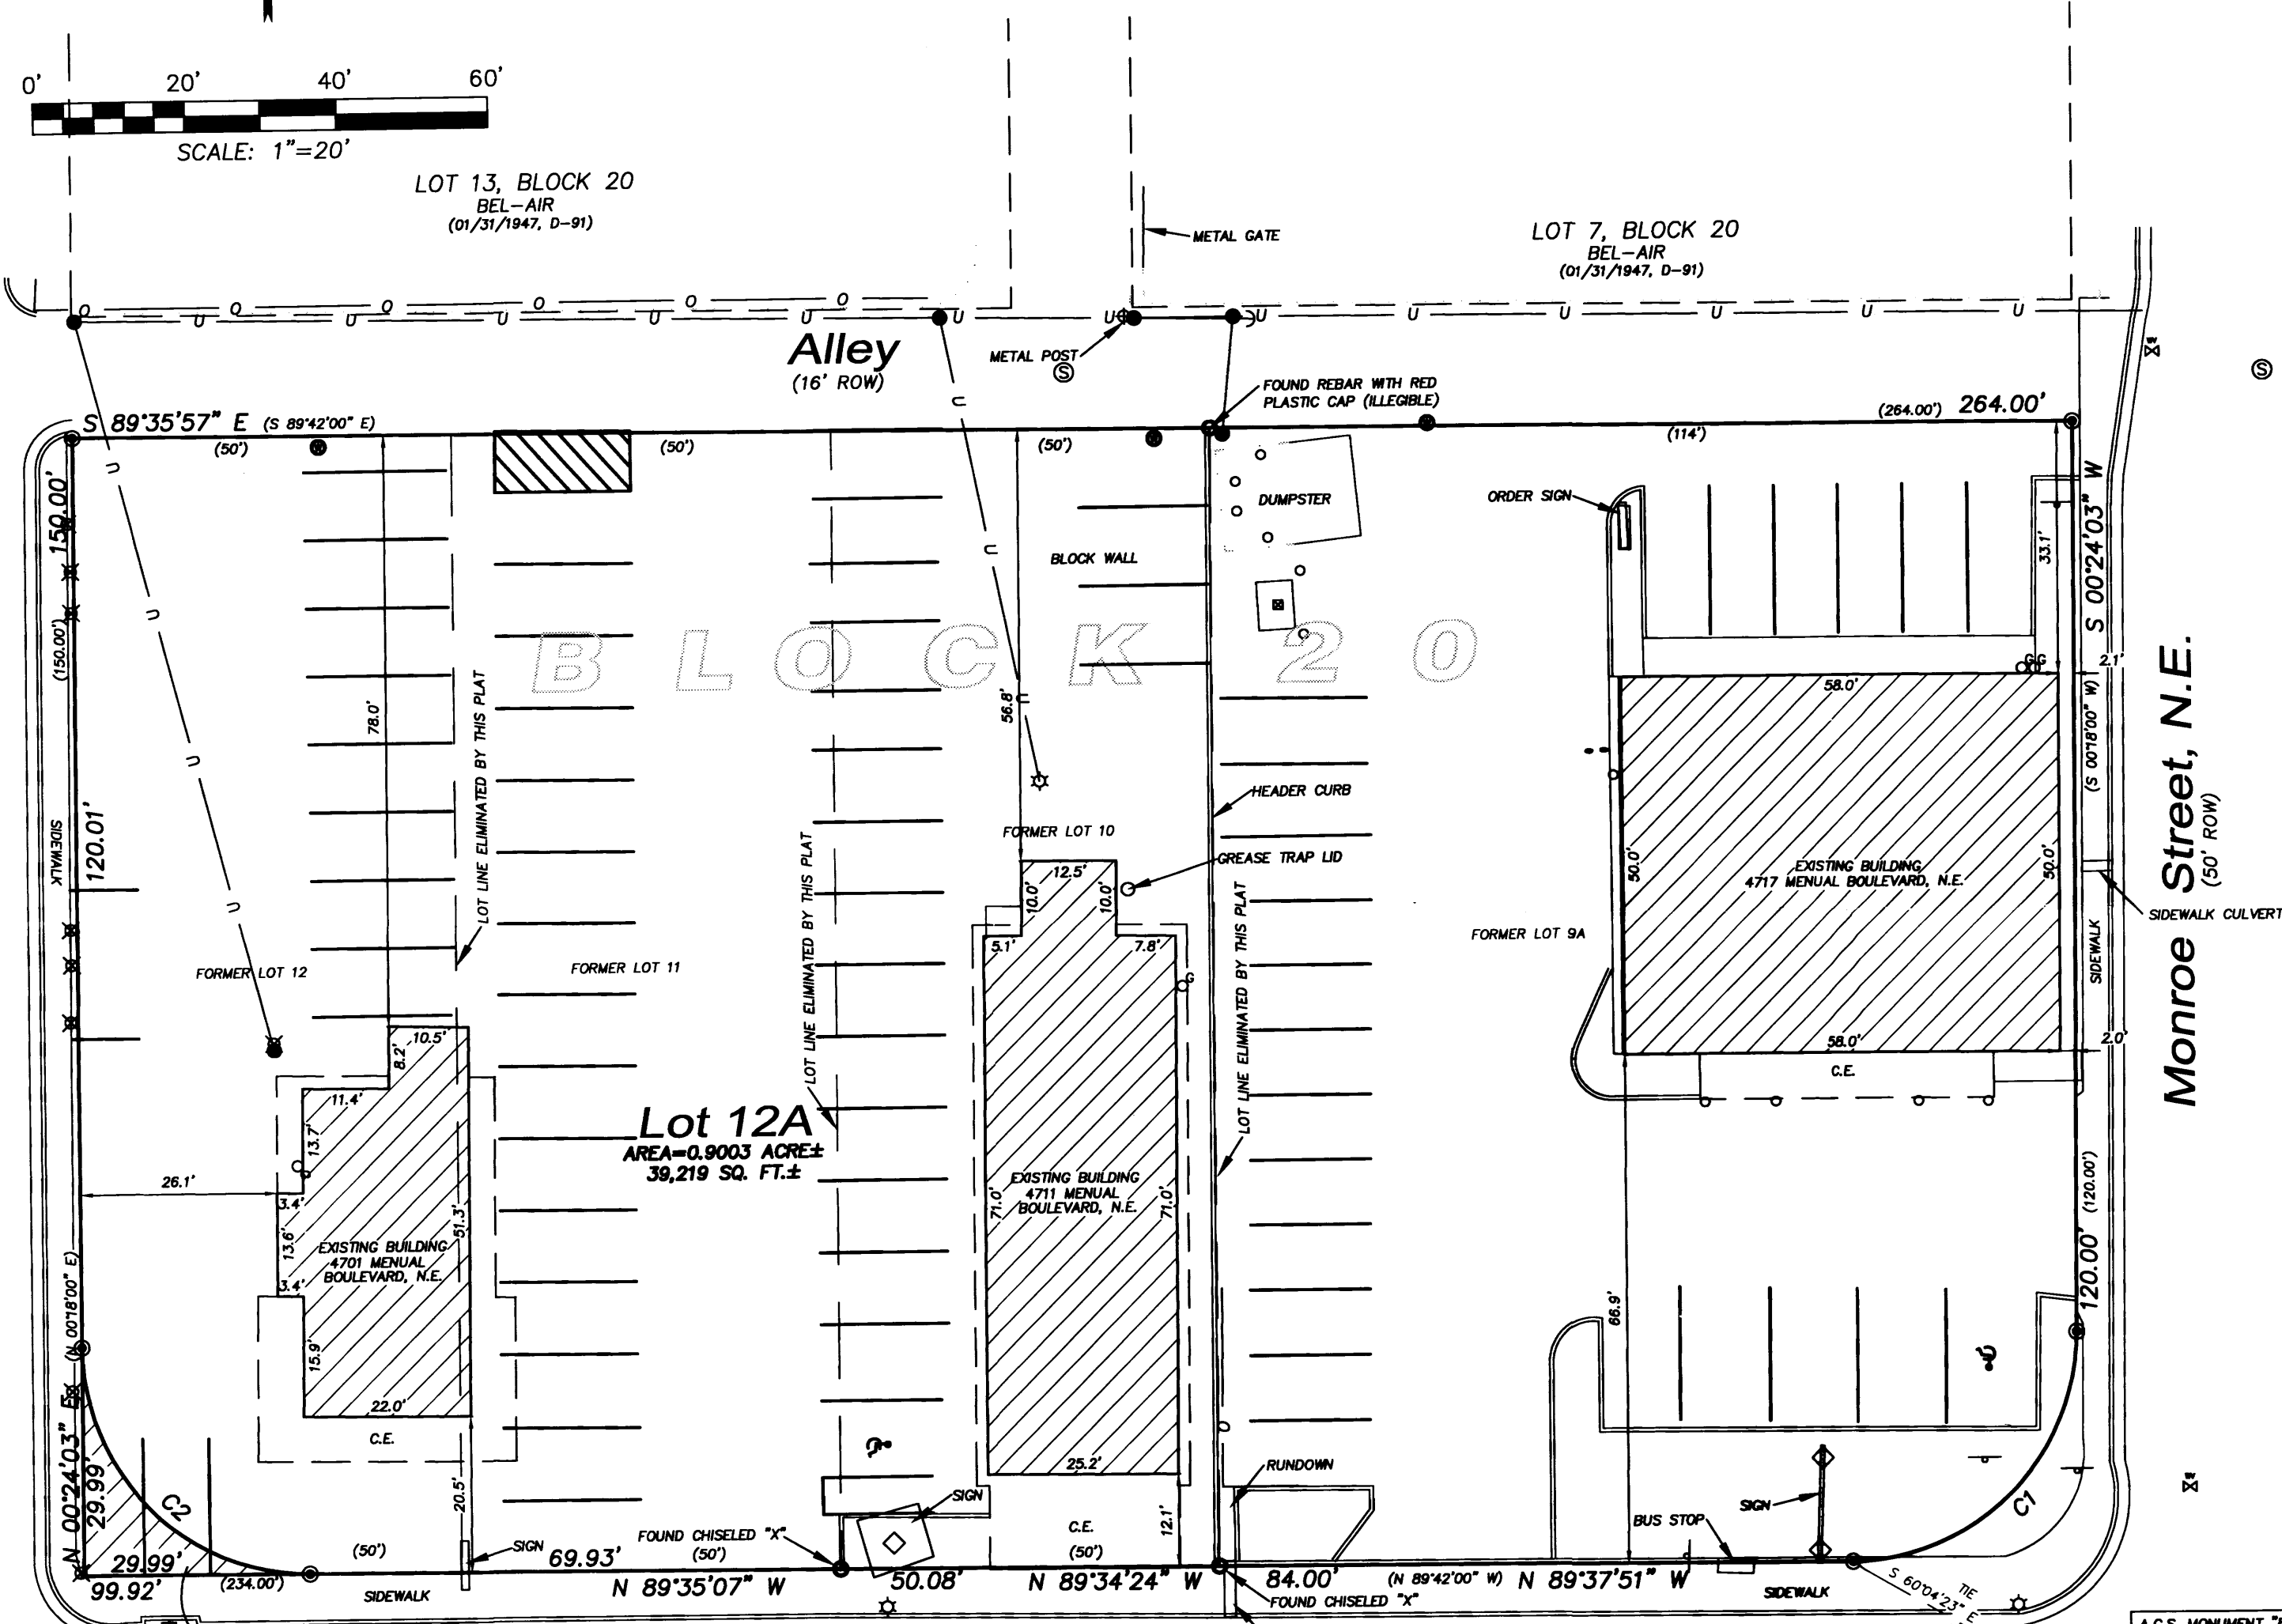 0' 20' 40' 60'
SCALE: 1"=20'
LOT 13, BLOCK 20
BEL-AIR
(01/31/1947, D-91)
METAL GATE
LOT 7, BLOCK 20
BEL-AIR
(01/31/1947, D-91)
O O O O O O
U U U U U U U U U U U U U
Alley
(16' ROW)
METAL POST
S
S
W
FOUND REBAR WITH RED
PLASTIC CAP (ILLEGIBLE)
S 89°35'57" E (S 89°42'00" E)
(264.00') 264.00'
(50')
(50')
(50')
(114')
150.00'
(150.00')
DUMPSTER
ORDER SIGN
BLOCK WALL
33.1'
S 00°24'03" W
BLOCK 20
2.1'
(S 00°18'00" W)
G G
58.0'
78.0'
56.8'
U U U U
U U U
LOT LINE ELIMINATED BY THIS PLAT
HEADER CURB
Monroe Street, N.E.
(50' ROW)
SIDEWALK
120.01'
FORMER LOT 10
GREASE TRAP LID
12.5'
10.0'
10.0'
50.0'
EXISTING BUILDING
4717 MENUAL BOULEVARD, N.E.
50.0'
LOT LINE ELIMINATED BY THIS PLAT
LOT LINE ELIMINATED BY THIS PLAT
SIDEWALK CULVERT
FORMER LOT 9A
SIDEWALK
5.1'
7.8'
G
FORMER LOT 12
FORMER LOT 11
10.5'
8.2'
2.0'
58.0'
C.E.
11.4'
13.7'
G
Lot 12A
AREA=0.9003 ACRE±
39,219 SQ. FT.±
26.1'
3.4'
13.6'
51.3'
EXISTING BUILDING
4701 MENUAL
BOULEVARD, N.E.
3.4'
15.9'
22.0'
C.E.
71.0'
EXISTING BUILDING
4711 MENUAL
BOULEVARD, N.E.
71.0'
25.2'
66.9'
(120.00')
120.00'
(N 00°18'00" E)
N 00°24'03" E
29.99'
C2
20.5'
SIGN
FOUND CHISELED "X"
SIGN
C.E.
12.1'
RUNDOWN
SIGN
BUS STOP
C1
W
29.99'
99.92'
(234.00')
(50')
69.93'
(50')
(50')
SIDEWALK
N 89°35'07" W
50.08'
N 89°34'24" W
84.00'
(N 89°42'00" W)
N 89°37'51" W
FOUND CHISELED "X"
SIDEWALK
S 60°04'23" E
TIE